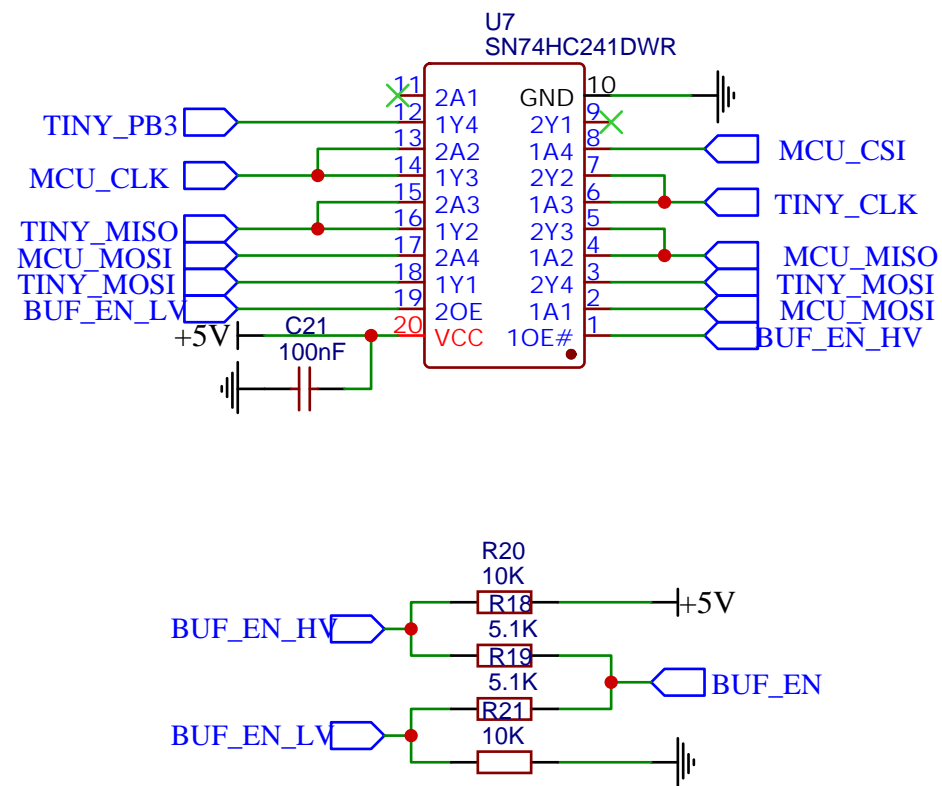 U7
SN74HC241DWR
11 2A1 GND 10
TINY_PB3 12 1Y4 2Y1 9
13 2A2 1A4 8 MCU_CSI
MCU_CLK 14 1Y3 2Y2 7
15 2A3 1A3 6 TINY_CLK
TINY_MISO 16 1Y2 2Y3 5
MCU_MOSI 17 2A4 1A2 4 MCU_MISO
TINY_MOSI 18 1Y1 2Y4 3 TINY_MOSI
BUF_EN_LV 19 2OE 1A1 2 MCU_MOSI
+5V 20 VCC 1OE# 1 BUF_EN_HV
C21
100nF
R20
10K
R18 +5V
BUF_EN_HV 5.1K
R19
5.1K BUF_EN
R21
BUF_EN_LV 10K